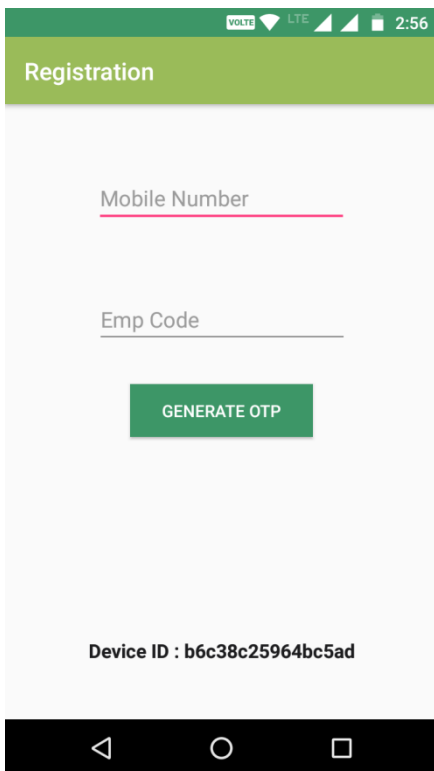 VOLTE LTE 2:56
Registration
Mobile Number
Emp Code
GENERATE OTP
Device ID : b6c38c25964bc5ad